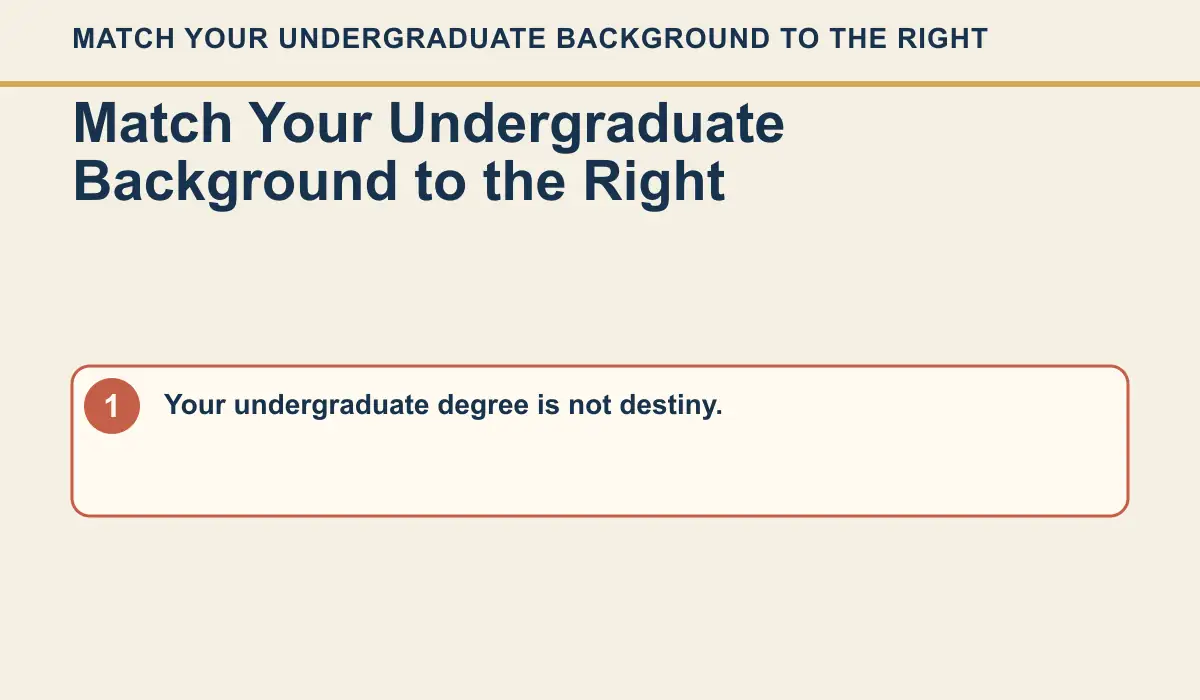 MATCH YOUR UNDERGRADUATE BACKGROUND TO THE RIGHT
Match Your Undergraduate
Background to the Right
1 Your undergraduate degree is not destiny.